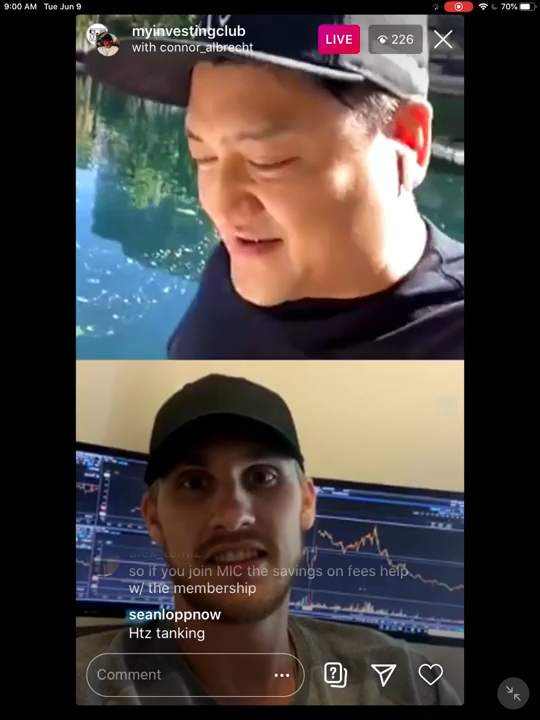 9:00 AM Tue Jun 9
70%
myinvestingclub
with connor_albrecht
LIVE
226
so if you join MIC the savings on fees help
w/ the membership
seanloppnow
Htz tanking
Comment